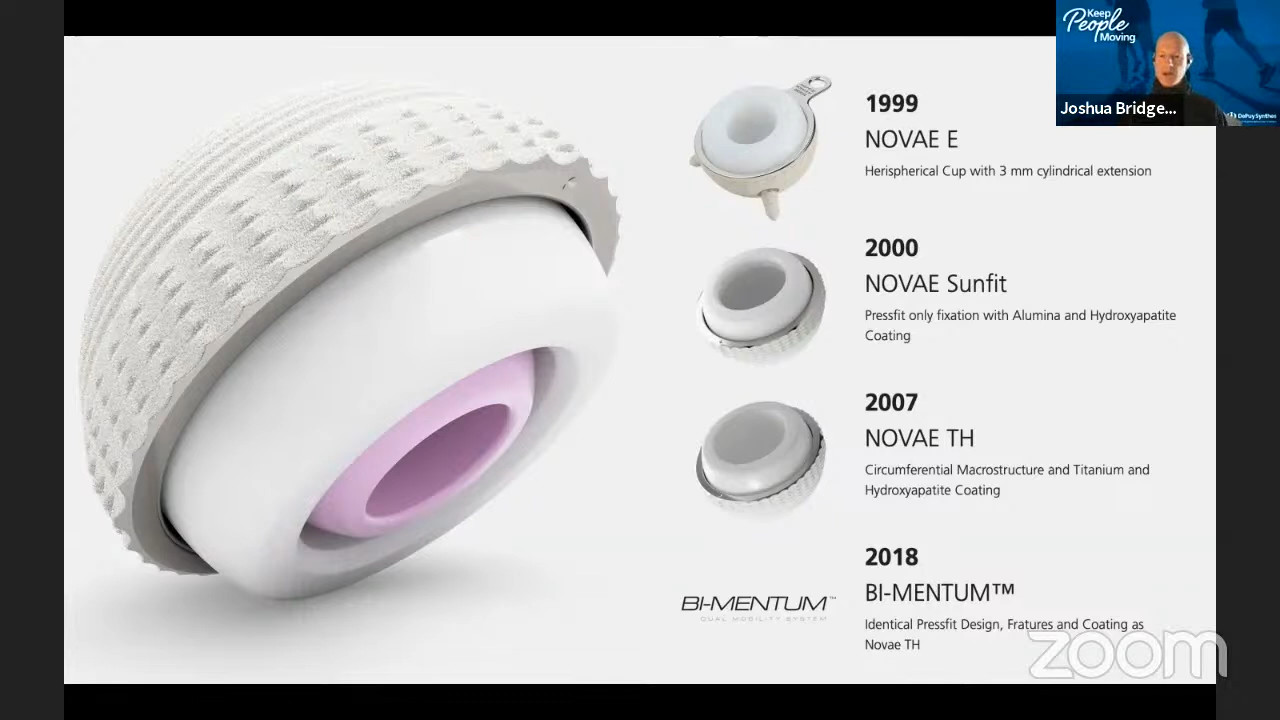 Keep
People
Moving
Joshua Bridge...
DePuy Synthes
1999
NOVAE E
Herispherical Cup with 3 mm cylindrical extension
2000
NOVAE Sunfit
Pressfit only fixation with Alumina and Hydroxyapatite
Coating
2007
NOVAE TH
Circumferential Macrostructure and Titanium and
Hydroxyapatite Coating
2018
BI-MENTUM™
BI-MENTUM™
DUAL MOBILITY SYSTEM
Identical Pressfit Design, Fratures and Coating as
Novae TH
zoom